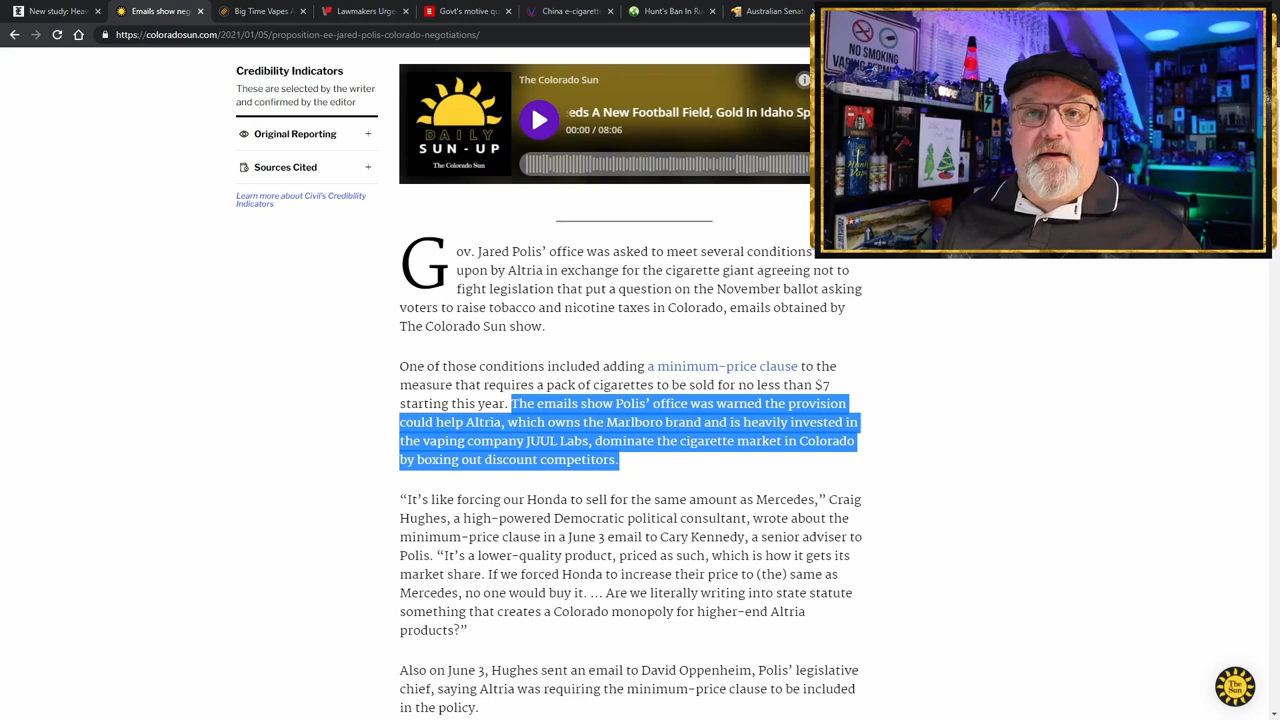 New study: Heavy
Emails show neg
Big Time Vapes /
Lawmakers Urge
Govt's motive qu
China e-cigarette
Hunt's Ban In Ru
Australian Senat
https://coloradosun.com/2021/01/05/proposition-ee-jared-polis-colorado-negotiations/
NO SMOKING
Credibility Indicators
These are selected by the writer
and confirmed by the editor
Original Reporting +
Sources Cited +
Learn more about Civil's Credibility
Indicators
DAILY
SUN-UP
The Colorado Sun
The Colorado Sun
eeds A New Football Field, Gold In Idaho Sp
00:00 / 08:06
Gov. Jared Polis’ office was asked to meet several conditions
upon by Altria in exchange for the cigarette giant agreeing not to
fight legislation that put a question on the November ballot asking
voters to raise tobacco and nicotine taxes in Colorado, emails obtained by
The Colorado Sun show.
One of those conditions included adding a minimum-price clause to the
measure that requires a pack of cigarettes to be sold for no less than $7
starting this year. The emails show Polis’ office was warned the provision
could help Altria, which owns the Marlboro brand and is heavily invested in
the vaping company JUUL Labs, dominate the cigarette market in Colorado
by boxing out discount competitors.
“It’s like forcing our Honda to sell for the same amount as Mercedes,” Craig
Hughes, a high-powered Democratic political consultant, wrote about the
minimum-price clause in a June 3 email to Cary Kennedy, a senior adviser to
Polis. “It’s a lower-quality product, priced as such, which is how it gets its
market share. If we forced Honda to increase their price to (the) same as
Mercedes, no one would buy it. … Are we literally writing into state statute
something that creates a Colorado monopoly for higher-end Altria
products?”
Also on June 3, Hughes sent an email to David Oppenheim, Polis’ legislative
chief, saying Altria was requiring the minimum-price clause to be included
in the policy.
The
Sun